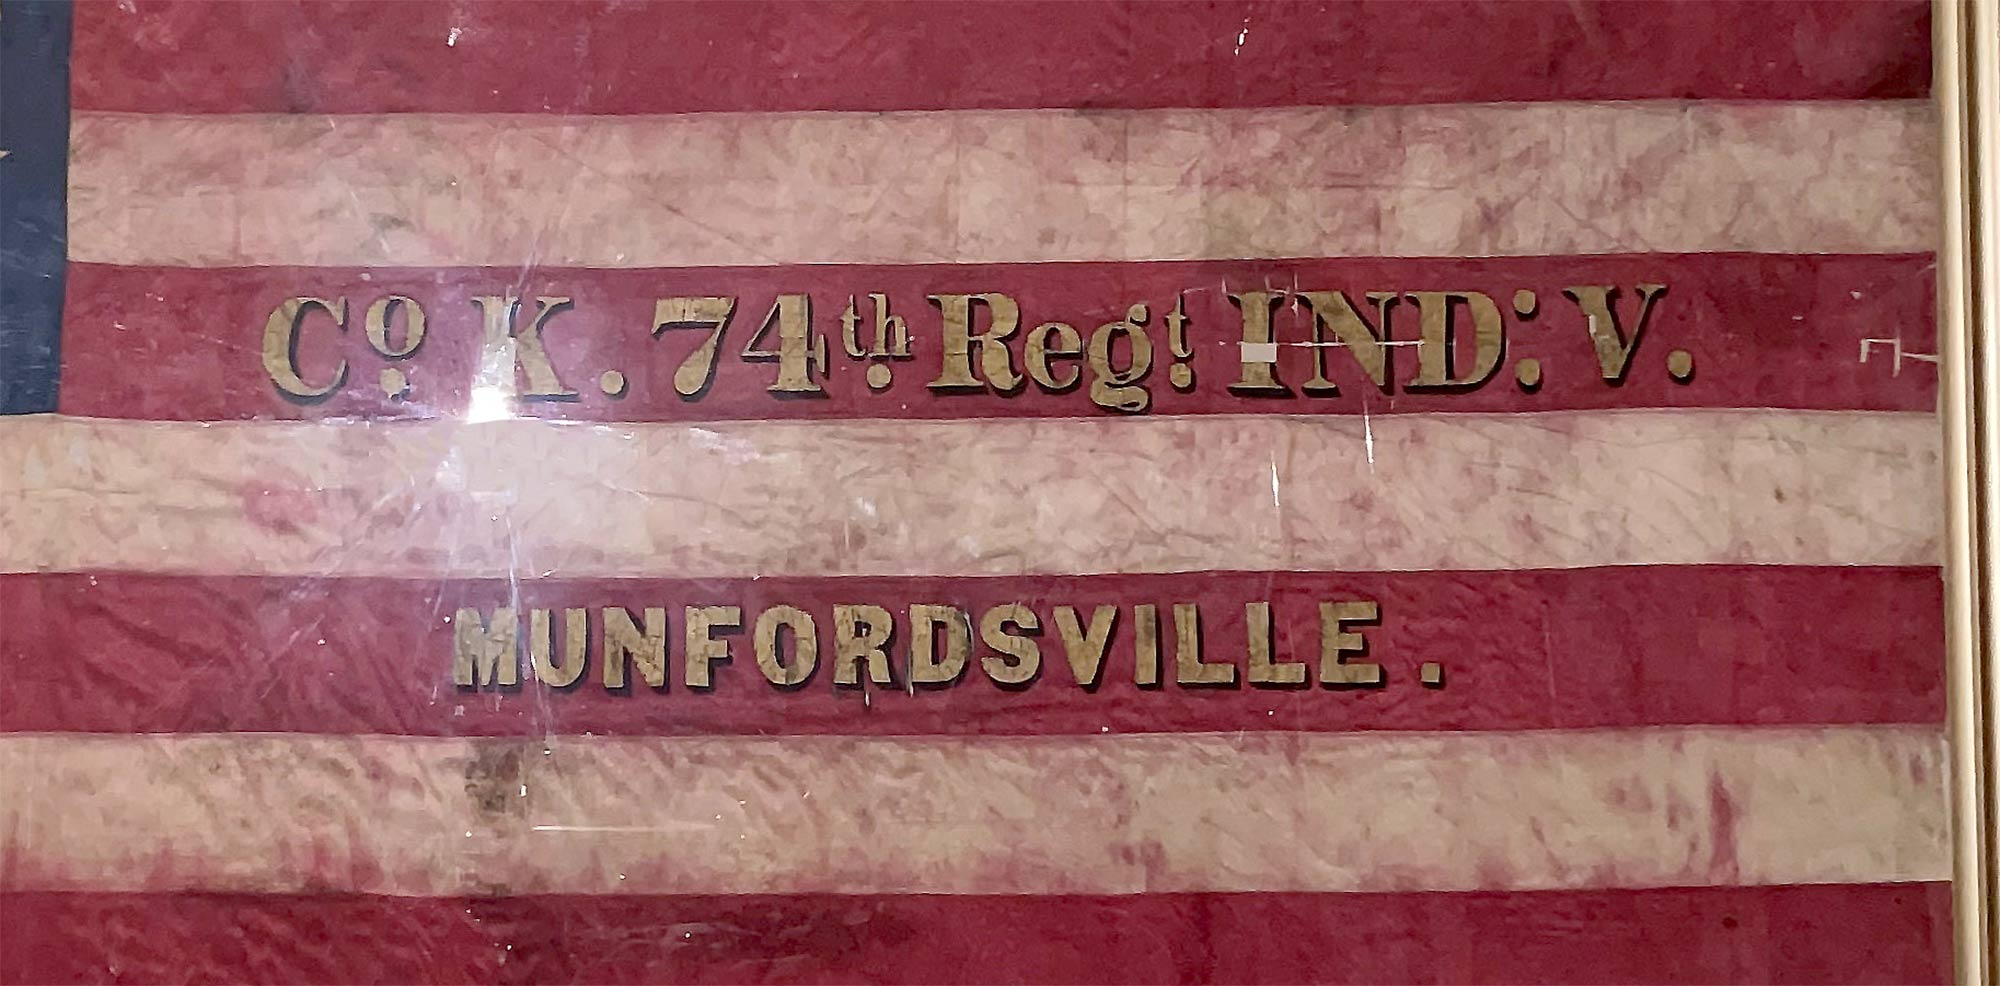 Co. K. 74th. Regt. IND: V.
MUNFORDSVILLE.